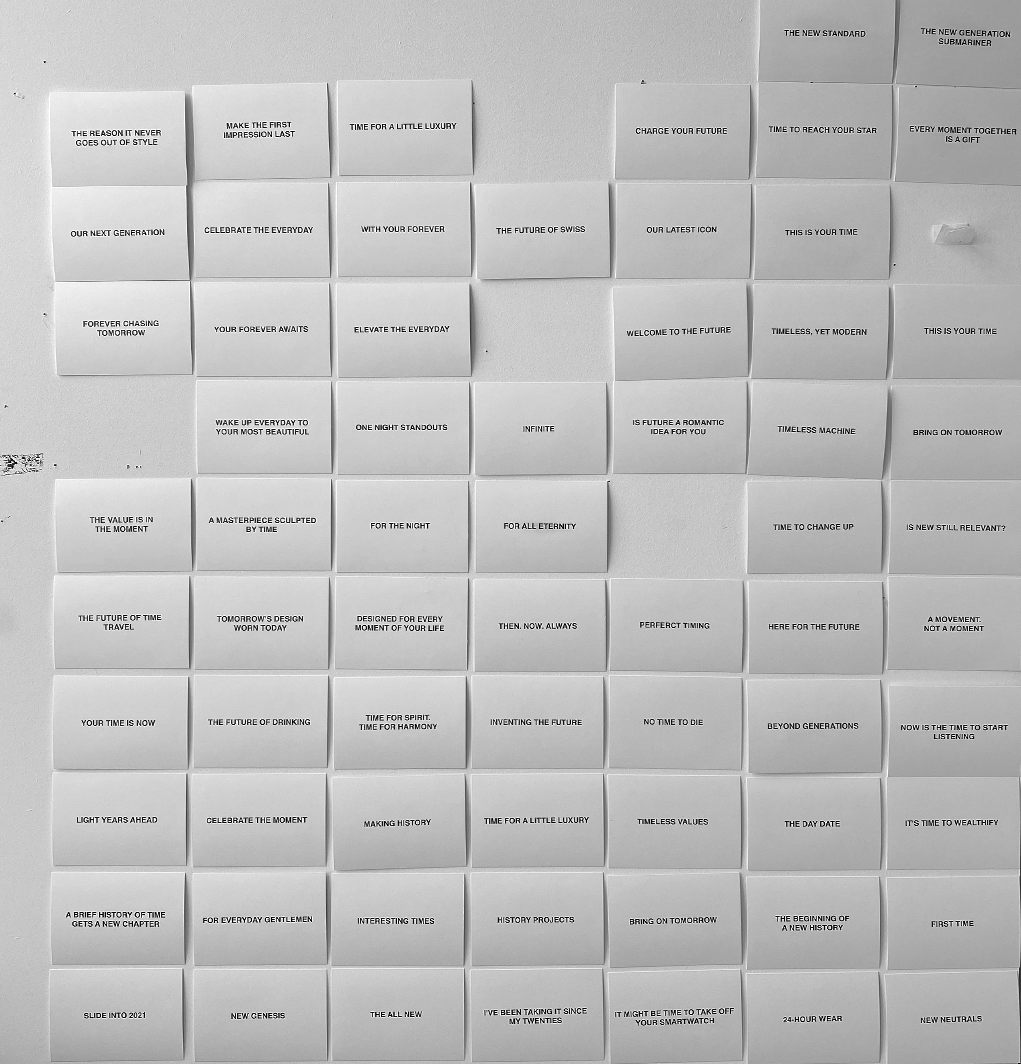 THE NEW STANDARD
THE NEW GENERATION
SUBMARINER
THE REASON IT NEVER
GOES OUT OF STYLE
MAKE THE FIRST
IMPRESSION LAST
TIME FOR A LITTLE LUXURY
CHARGE YOUR FUTURE
TIME TO REACH YOUR STAR
EVERY MOMENT TOGETHER
IS A GIFT
OUR NEXT GENERATION
CELEBRATE THE EVERYDAY
WITH YOUR FOREVER
THE FUTURE OF SWISS
OUR LATEST ICON
THIS IS YOUR TIME
FOREVER CHASING
TOMORROW
YOUR FOREVER AWAITS
ELEVATE THE EVERYDAY
WELCOME TO THE FUTURE
TIMELESS, YET MODERN
THIS IS YOUR TIME
WAKE UP EVERYDAY TO
YOUR MOST BEAUTIFUL
ONE NIGHT STANDOUTS
INFINITE
IS FUTURE A ROMANTIC
IDEA FOR YOU
TIMELESS MACHINE
BRING ON TOMORROW
THE VALUE IS IN
THE MOMENT
A MASTERPIECE SCULPTED
BY TIME
FOR THE NIGHT
FOR ALL ETERNITY
TIME TO CHANGE UP
IS NEW STILL RELEVANT?
THE FUTURE OF TIME
TRAVEL
TOMORROW'S DESIGN
WORN TODAY
DESIGNED FOR EVERY
MOMENT OF YOUR LIFE
THEN. NOW. ALWAYS
PERFERCT TIMING
HERE FOR THE FUTURE
A MOVEMENT.
NOT A MOMENT
YOUR TIME IS NOW
THE FUTURE OF DRINKING
TIME FOR SPIRIT.
TIME FOR HARMONY
INVENTING THE FUTURE
NO TIME TO DIE
BEYOND GENERATIONS
NOW IS THE TIME TO START
LISTENING
LIGHT YEARS AHEAD
CELEBRATE THE MOMENT
MAKING HISTORY
TIME FOR A LITTLE LUXURY
TIMELESS VALUES
THE DAY DATE
IT'S TIME TO WEALTHIFY
A BRIEF HISTORY OF TIME
GETS A NEW CHAPTER
FOR EVERYDAY GENTLEMEN
INTERESTING TIMES
HISTORY PROJECTS
BRING ON TOMORROW
THE BEGINNING OF
A NEW HISTORY
FIRST TIME
SLIDE INTO 2021
NEW GENESIS
THE ALL NEW
I'VE BEEN TAKING IT SINCE
MY TWENTIES
IT MIGHT BE TIME TO TAKE OFF
YOUR SMARTWATCH
24-HOUR WEAR
NEW NEUTRALS